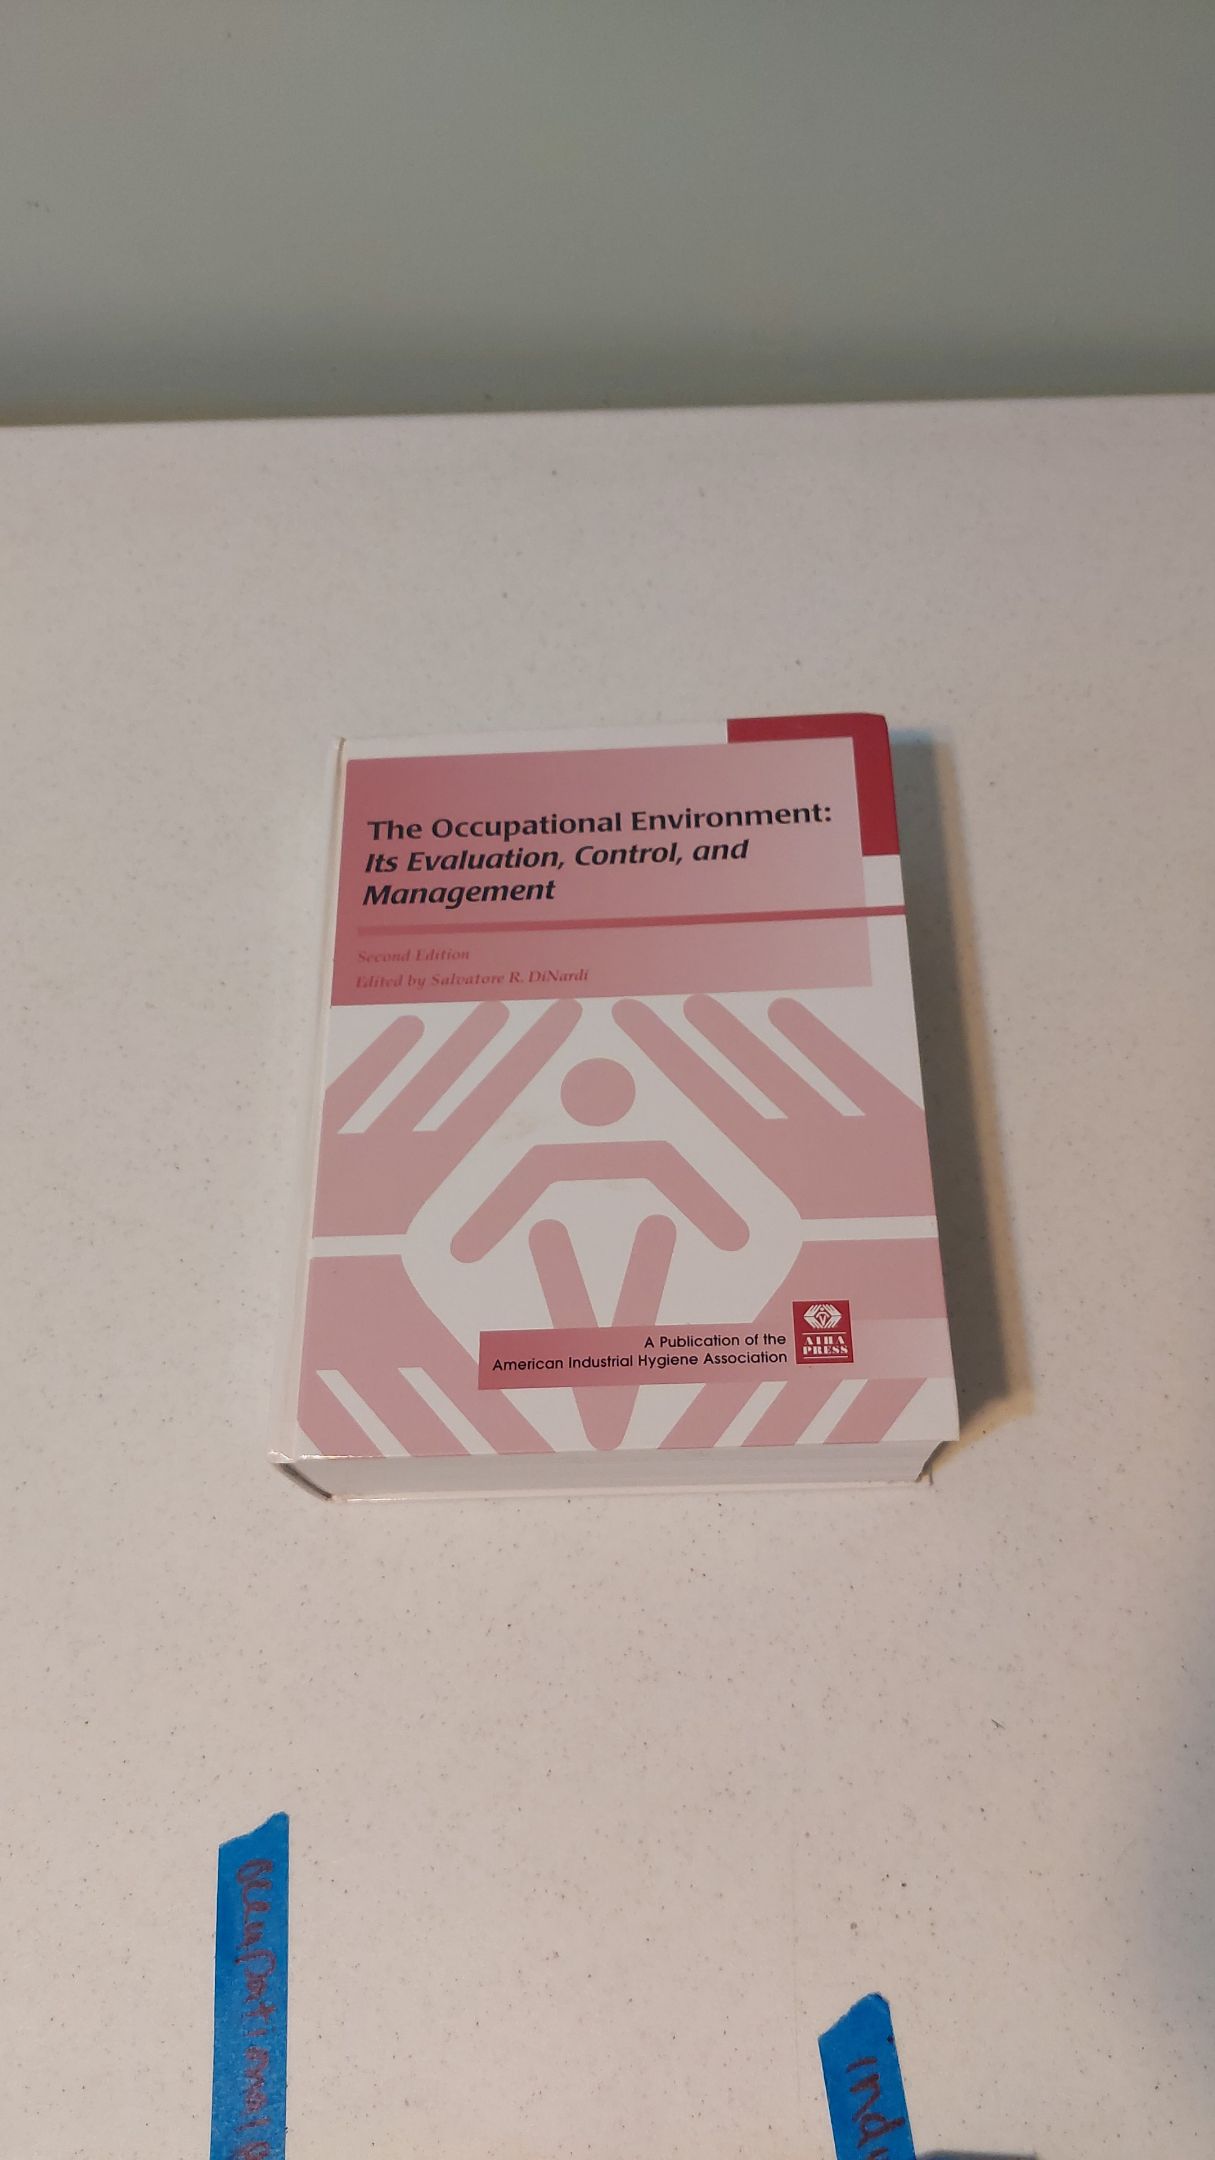 The Occupational Environment:
Its Evaluation, Control, and
Management
Second Edition
Edited by Salvatore R. DiNardi
A Publication of the
American Industrial Hygiene Association
AIHA
PRESS